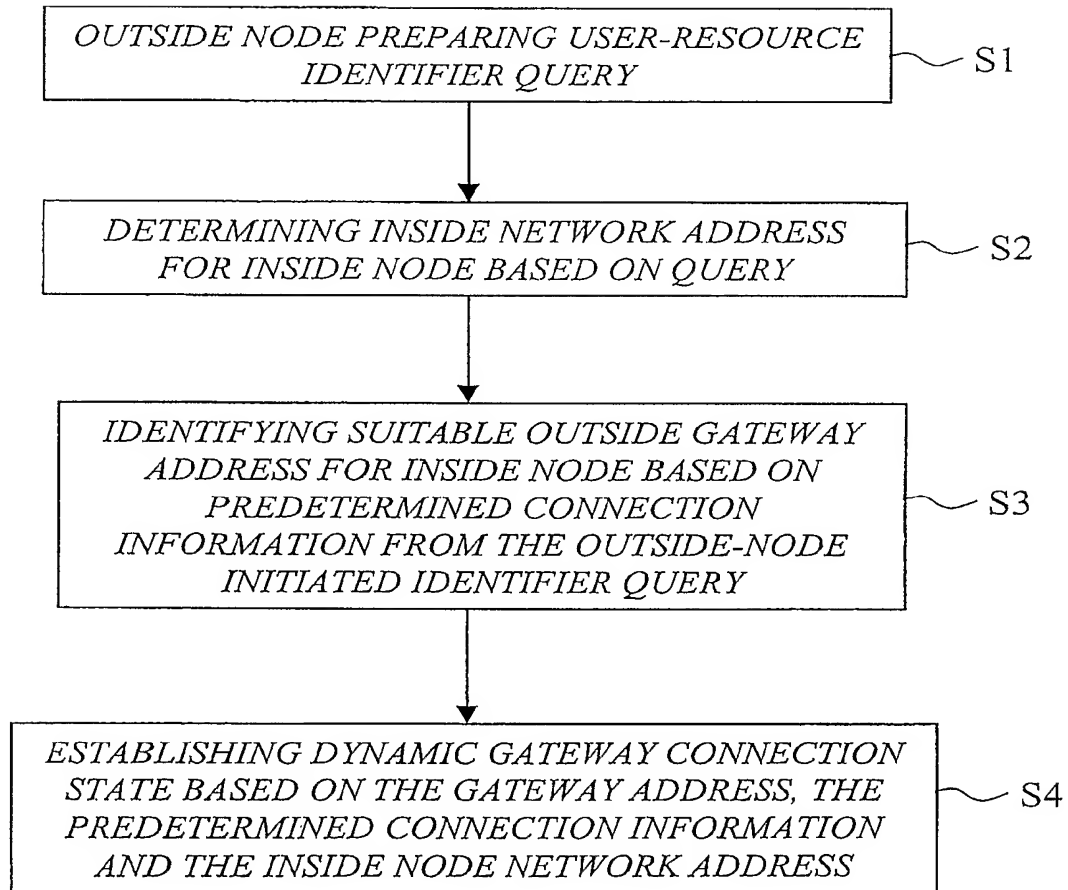 OUTSIDE NODE PREPARING USER-RESOURCE
IDENTIFIER QUERY
S1
DETERMINING INSIDE NETWORK ADDRESS
FOR INSIDE NODE BASED ON QUERY
S2
IDENTIFYING SUITABLE OUTSIDE GATEWAY
ADDRESS FOR INSIDE NODE BASED ON
PREDETERMINED CONNECTION
INFORMATION FROM THE OUTSIDE-NODE
INITIATED IDENTIFIER QUERY
S3
ESTABLISHING DYNAMIC GATEWAY CONNECTION
STATE BASED ON THE GATEWAY ADDRESS, THE
PREDETERMINED CONNECTION INFORMATION
AND THE INSIDE NODE NETWORK ADDRESS
S4